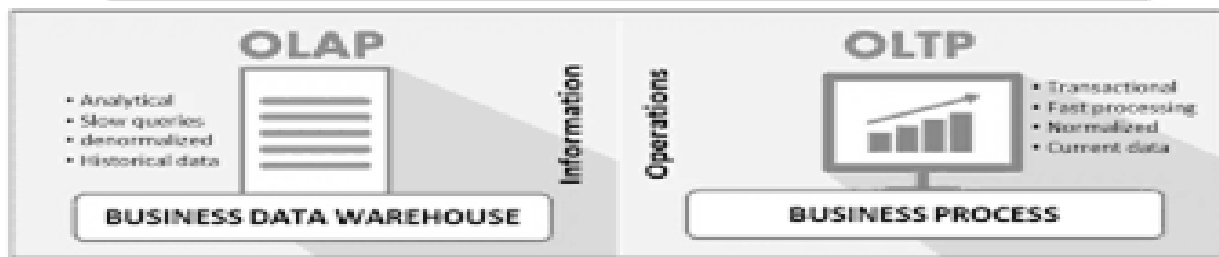 OLAP
• Analytical
• Slow queries
• denormalized
• Historical data
Information
BUSINESS DATA WAREHOUSE
OLTP
Operations
• Transactional
• Fast processing
• Normalized
• Current data
BUSINESS PROCESS